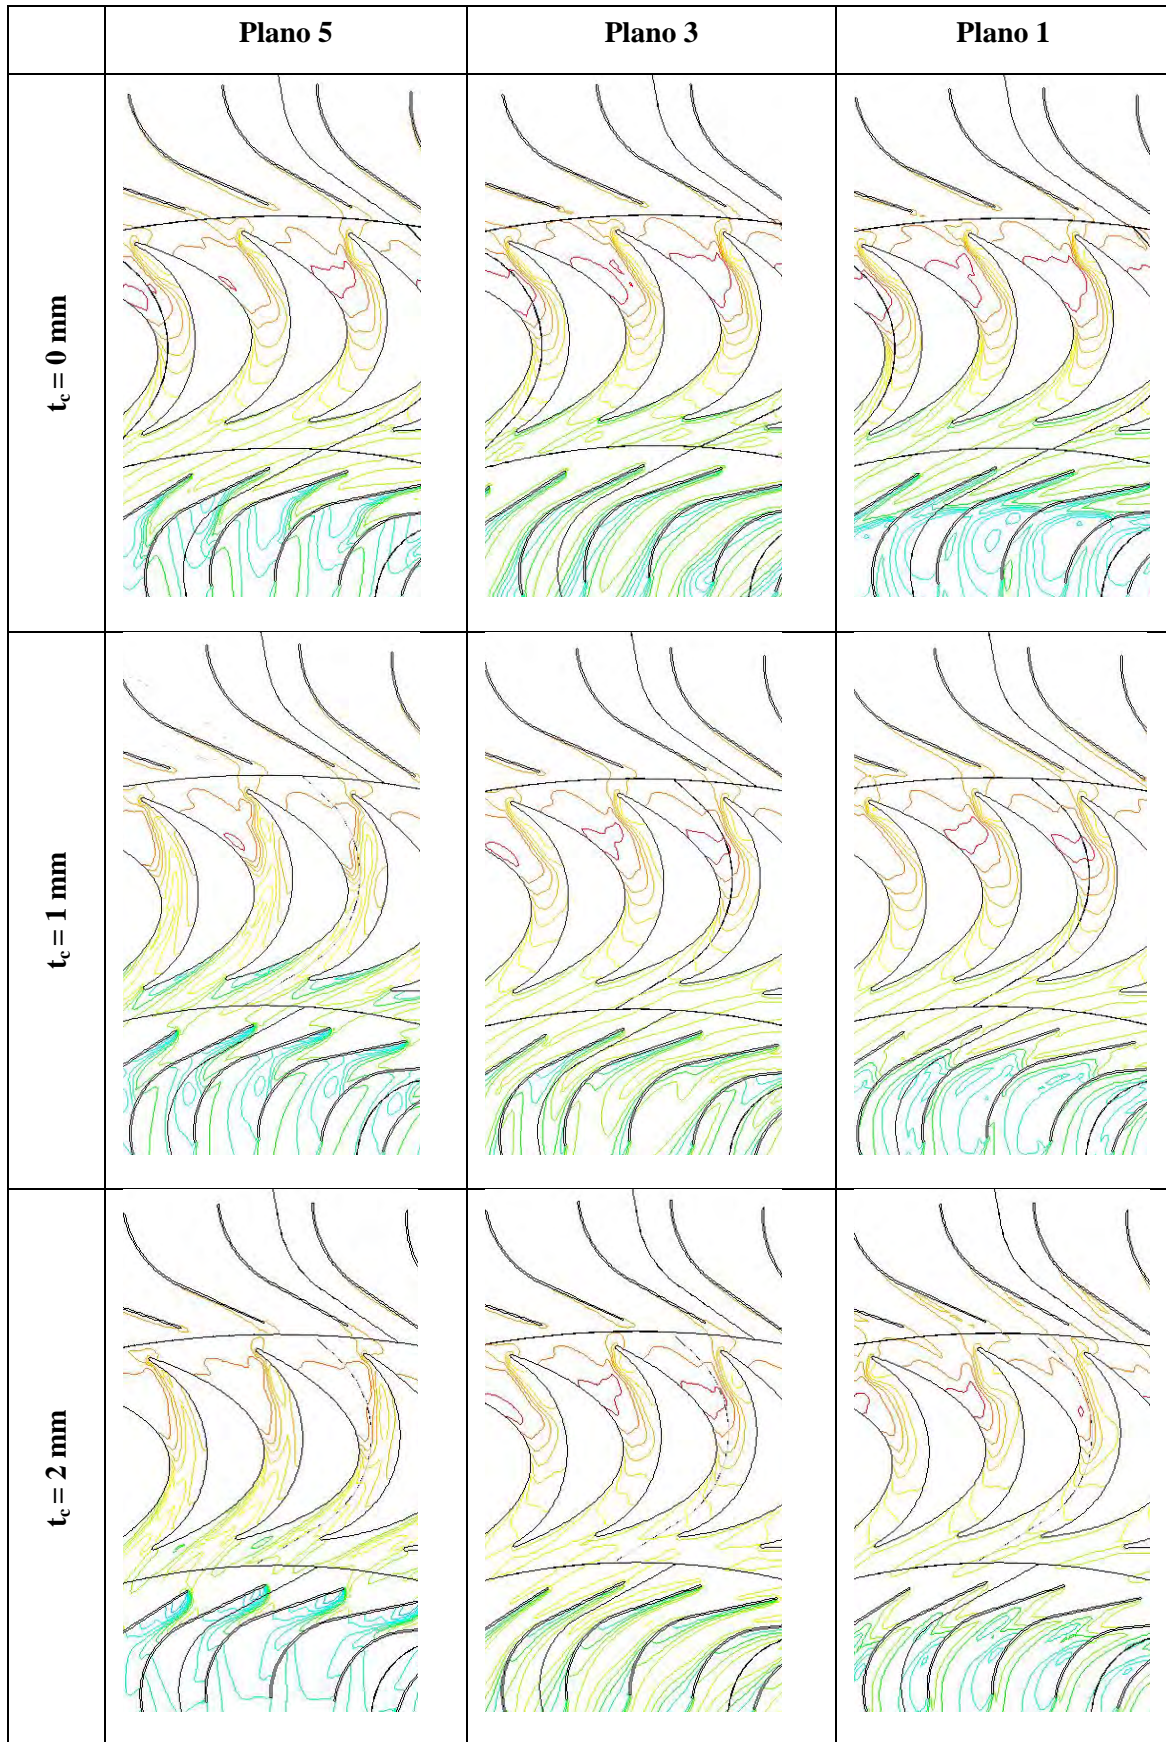 Plano 5 Plano 3 Plano 1
t_c = 0 mm
t_c = 1 mm
t_c = 2 mm